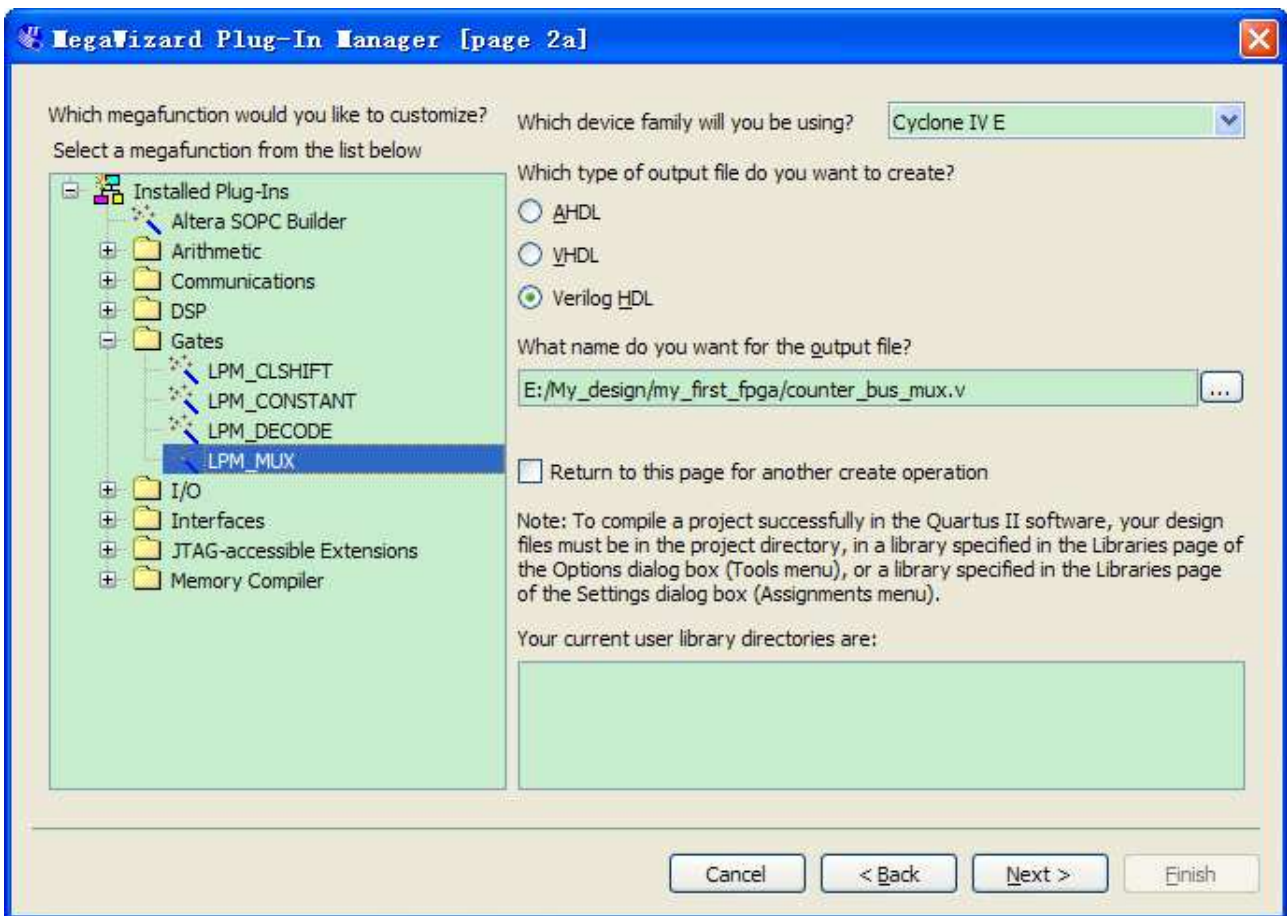 MegaWizard Plug-In Manager [page 2a]
Which megafunction would you like to customize?
Select a megafunction from the list below
Installed Plug-Ins
Altera SOPC Builder
Arithmetic
Communications
DSP
Gates
LPM_CLSHIFT
LPM_CONSTANT
LPM_DECODE
LPM_MUX
I/O
Interfaces
JTAG-accessible Extensions
Memory Compiler
Which device family will you be using?
Cyclone IV E
Which type of output file do you want to create?
AHDL
VHDL
Verilog HDL
What name do you want for the output file?
E:/My_design/my_first_fpga/counter_bus_mux.v
...
Return to this page for another create operation
Note: To compile a project successfully in the Quartus II software, your design
files must be in the project directory, in a library specified in the Libraries page of
the Options dialog box (Tools menu), or a library specified in the Libraries page
of the Settings dialog box (Assignments menu).
Your current user library directories are:
Cancel
< Back
Next >
Finish